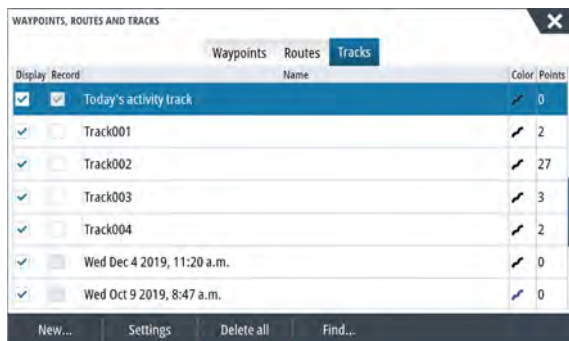 WAYPOINTS, ROUTES AND TRACKS
Waypoints Routes Tracks
Display Record Name Color Points
Today's activity track 0
Track001 2
Track002 27
Track003 3
Track004 2
Wed Dec 4 2019, 11:20 a.m. 0
Wed Oct 9 2019, 8:47 a.m. 0
New... Settings Delete all Find...